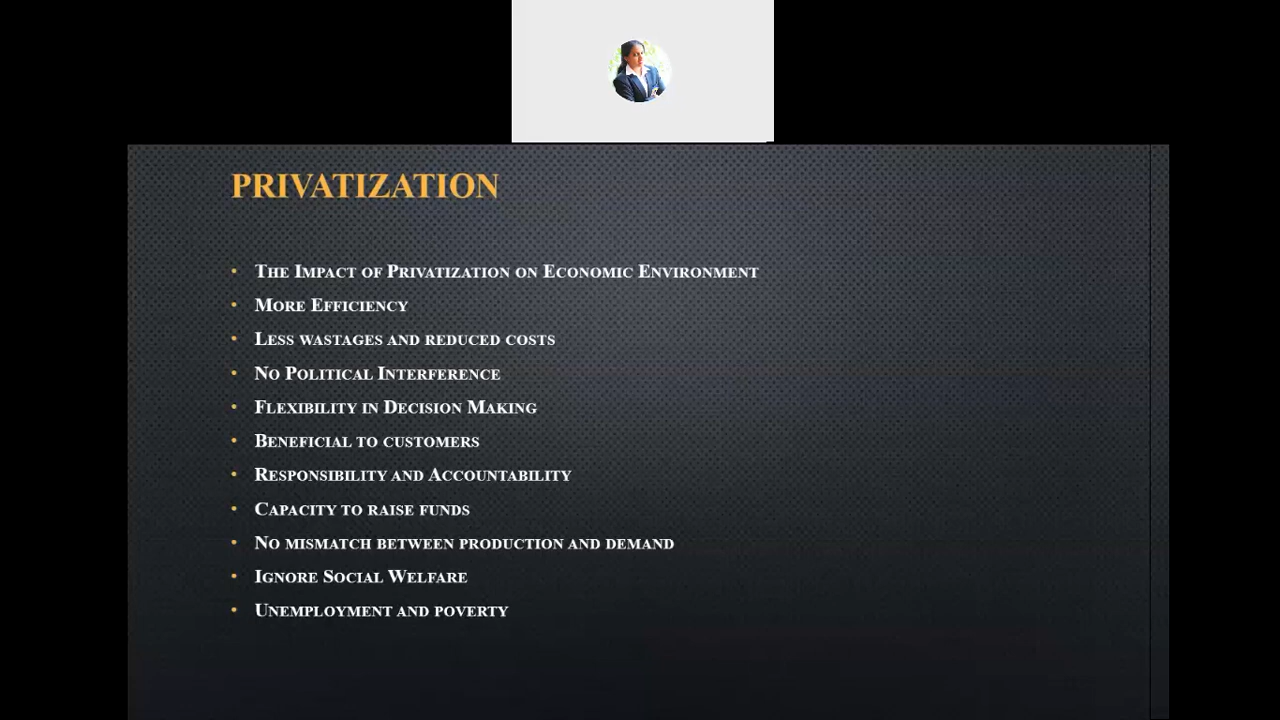 PRIVATIZATION
• The Impact of Privatization on Economic Environment
• More Efficiency
• Less wastages and reduced costs
• No Political Interference
• Flexibility in Decision Making
• Beneficial to customers
• Responsibility and Accountability
• Capacity to raise funds
• No mismatch between production and demand
• Ignore Social Welfare
• Unemployment and poverty